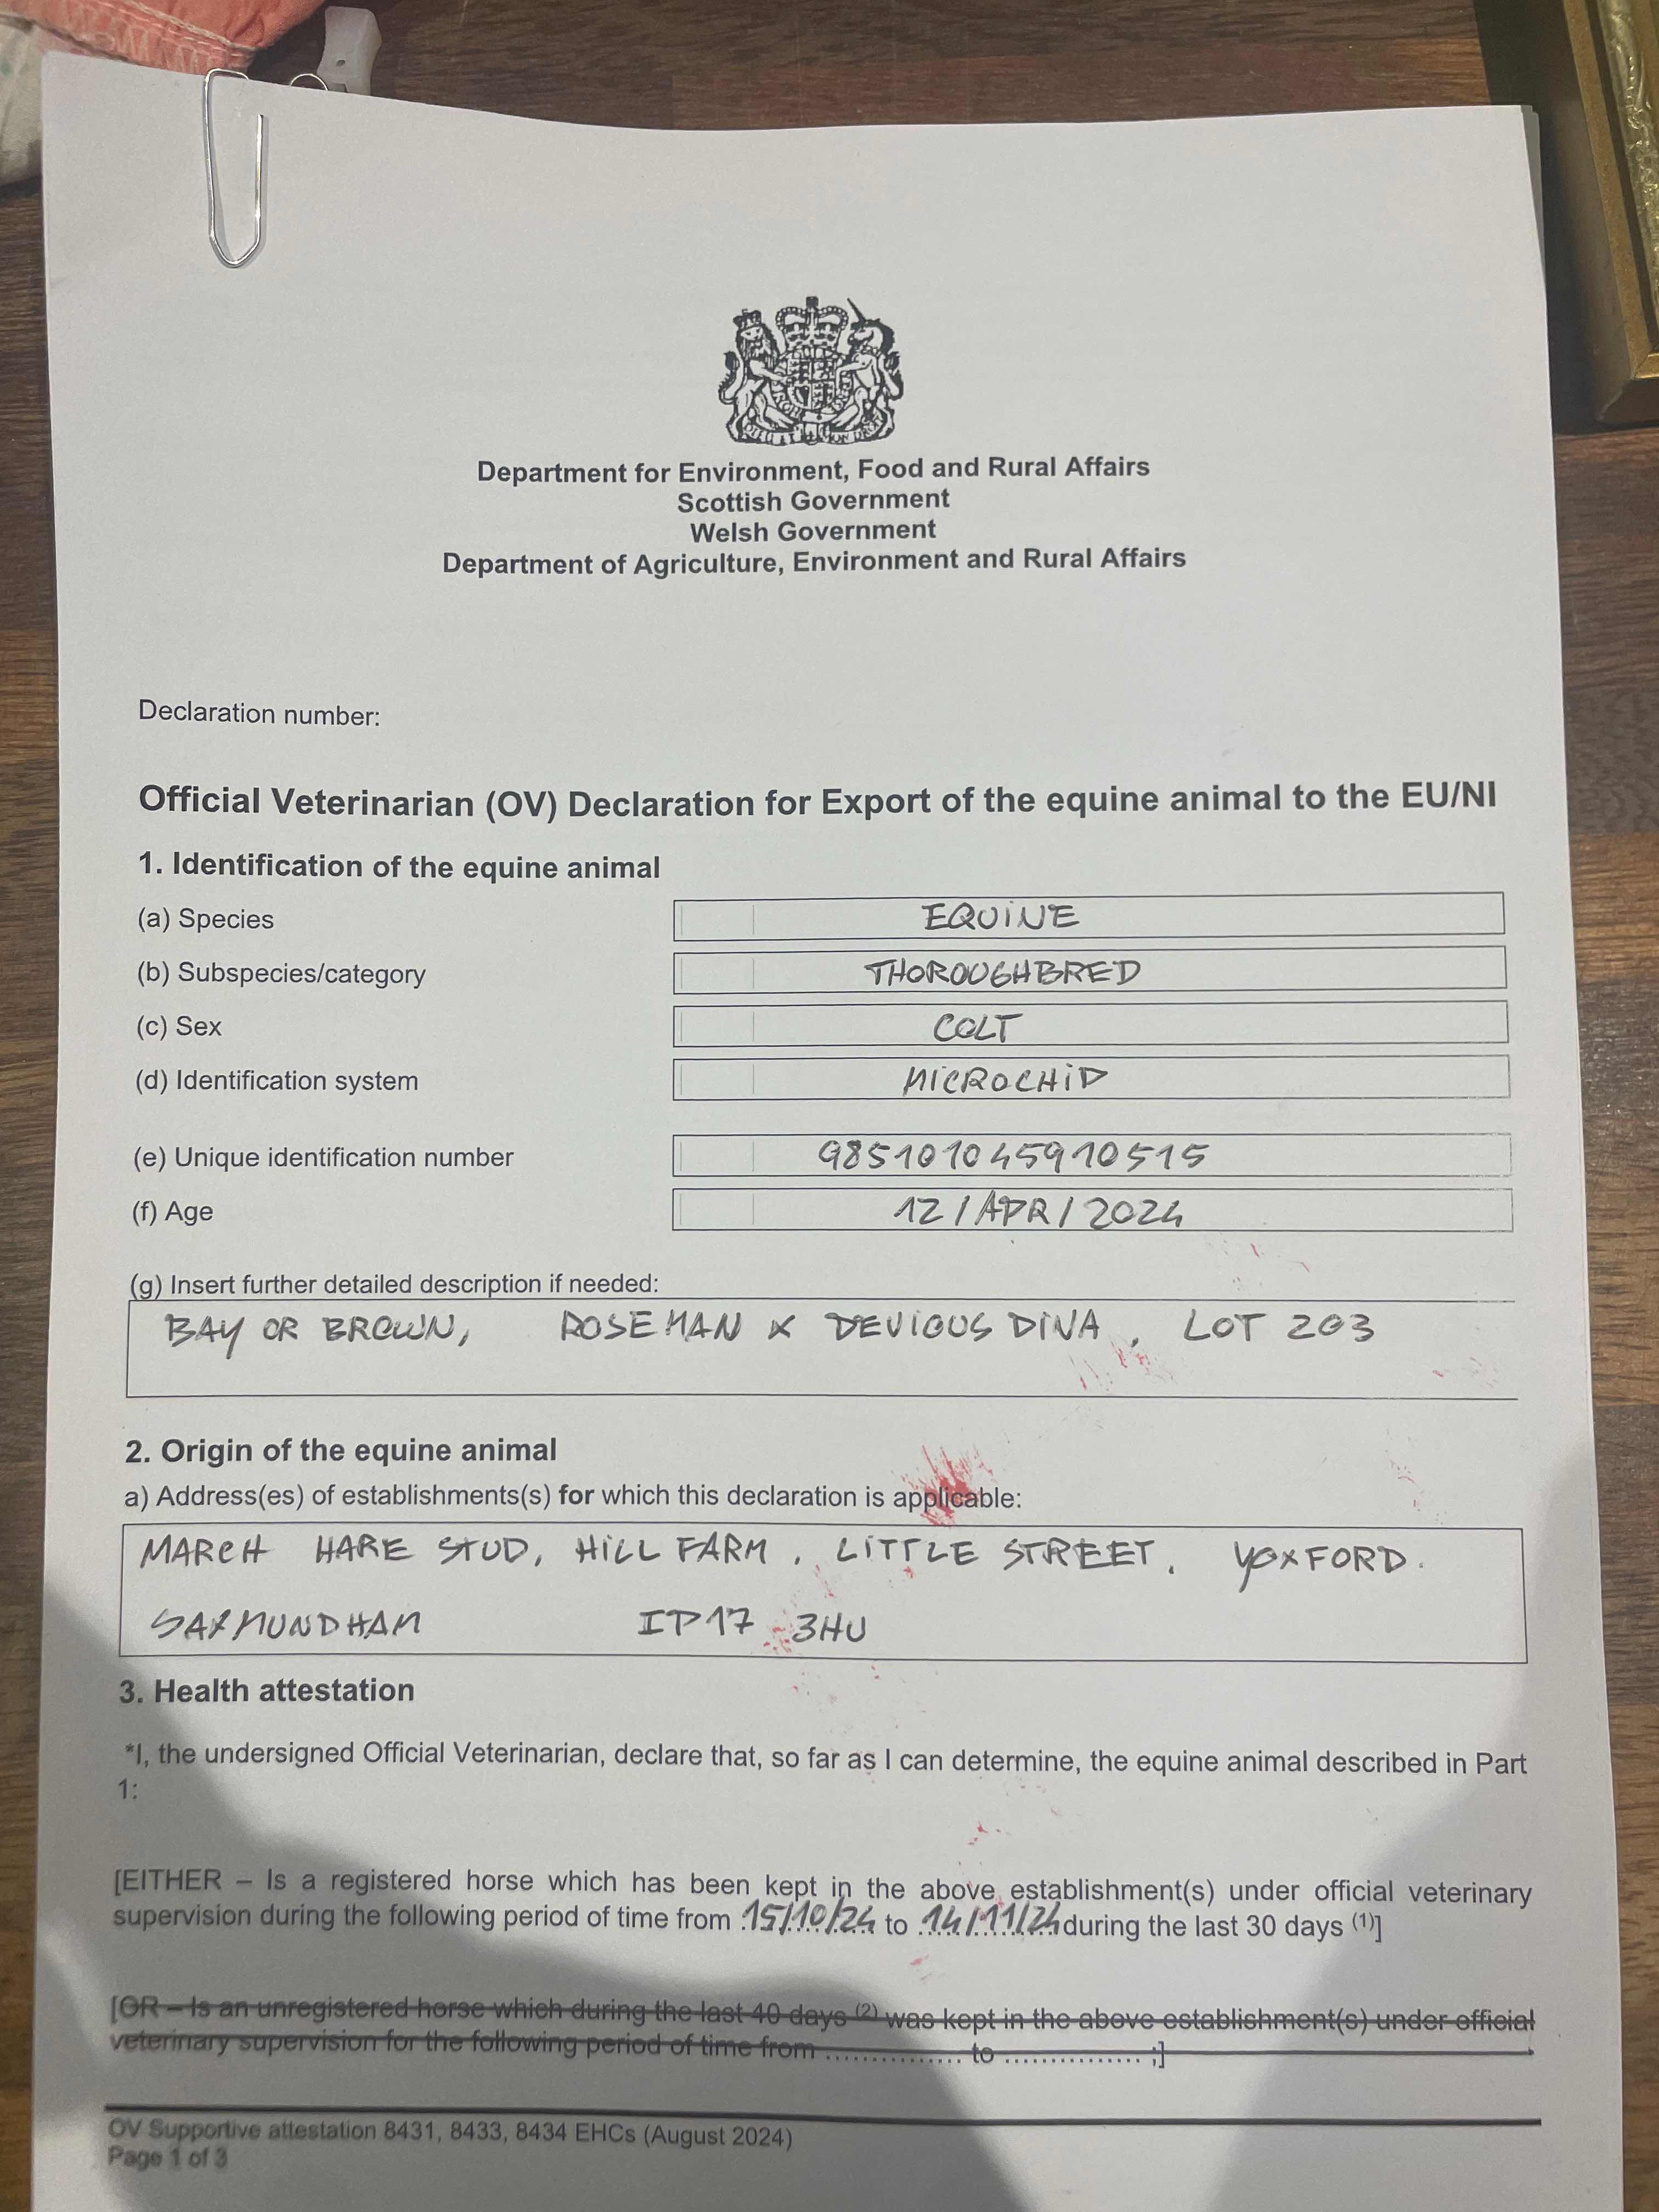 Department for Environment, Food and Rural Affairs
Scottish Government
Welsh Government
Department of Agriculture, Environment and Rural Affairs
Declaration number:
Official Veterinarian (OV) Declaration for Export of the equine animal to the EU/NI
1. Identification of the equine animal
(a) Species EQUINE
(b) Subspecies/category THOROUGHBRED
(c) Sex COLT
(d) Identification system MICROCHIP
(e) Unique identification number 985101045910515
(f) Age 12/APR/2024
(g) Insert further detailed description if needed:
BAY OR BROWN, ROSEMAN x DEVIOUS DIVA, LOT 203
2. Origin of the equine animal
a) Address(es) of establishments(s) for which this declaration is applicable:
MARCH HARE STUD, HILL FARM, LITTLE STREET, YOXFORD.
SAXMUNDHAM IP17 3HU
3. Health attestation
*I, the undersigned Official Veterinarian, declare that, so far as I can determine, the equine animal described in Part
1:
[EITHER – Is a registered horse which has been kept in the above establishment(s) under official veterinary
supervision during the following period of time from 15/10/24 to 14/11/24 during the last 30 days (1)]
[OR – Is an unregistered horse which during the last 40 days (2) was kept in the above establishment(s) under official
veterinary supervision for the following period of time from ............... to ............... ;]
OV Supportive attestation 8431, 8433, 8434 EHCs (August 2024)
Page 1 of 3